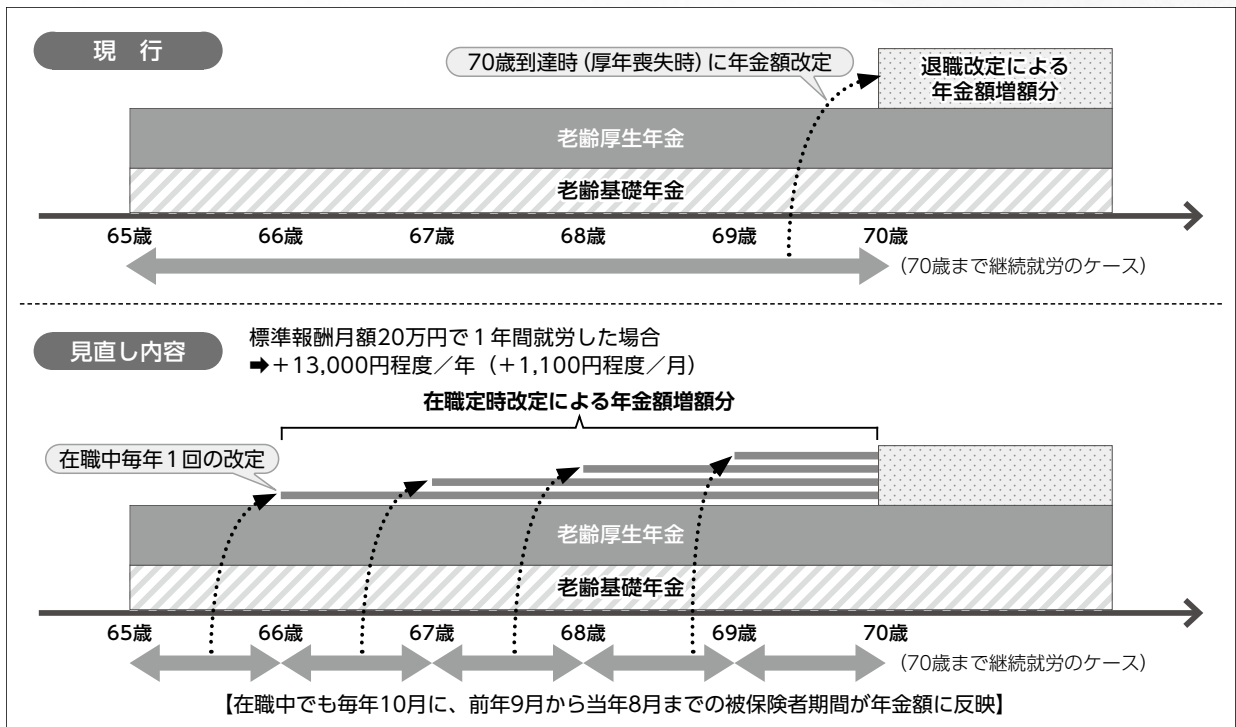 現　行
70歳到達時（厚年喪失時）に年金額改定
退職改定による
年金額増額分
老齢厚生年金
老齢基礎年金
65歳 66歳 67歳 68歳 69歳 70歳
（70歳まで継続就労のケース）
見直し内容
標準報酬月額20万円で１年間就労した場合
➡＋13,000円程度／年（＋1,100円程度／月）
在職定時改定による年金額増額分
在職中毎年１回の改定
老齢厚生年金
老齢基礎年金
65歳 66歳 67歳 68歳 69歳 70歳
（70歳まで継続就労のケース）
【在職中でも毎年10月に、前年9月から当年8月までの被保険者期間が年金額に反映】